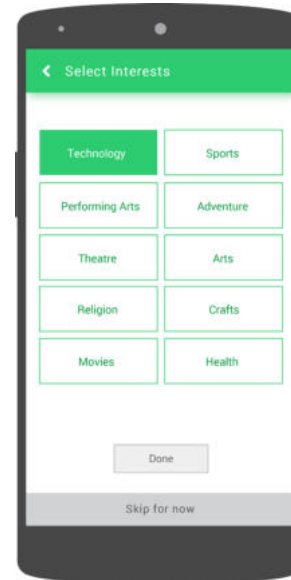 Select Interests
Technology
Sports
Performing Arts
Adventure
Theatre
Arts
Religion
Crafts
Movies
Health
Done
Skip for now